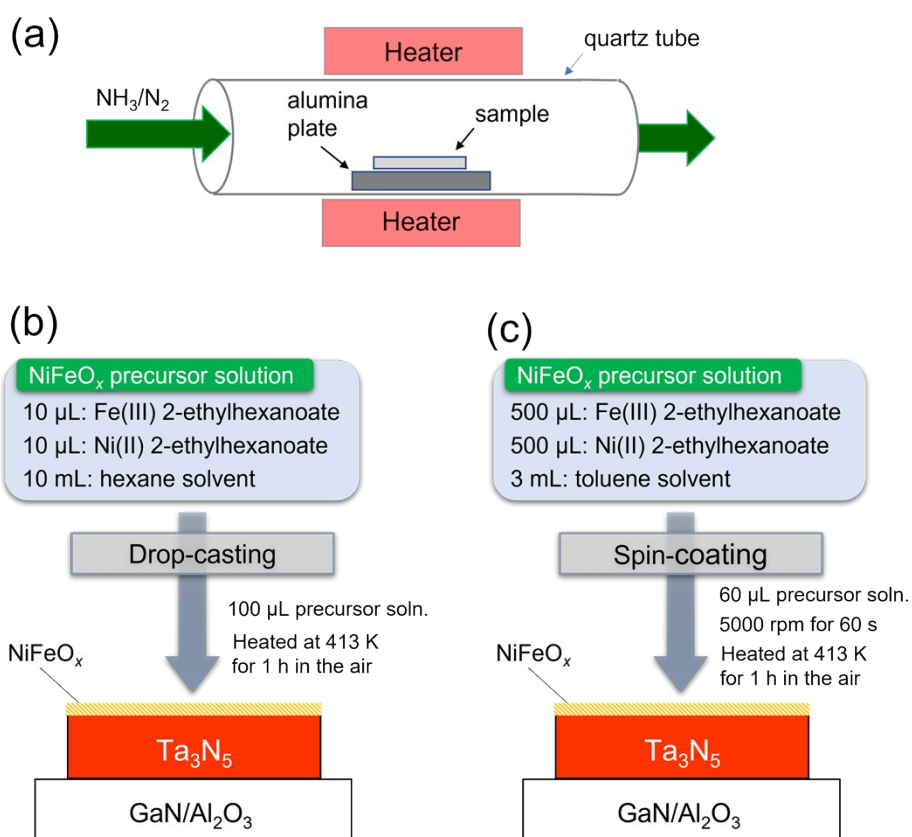 (a)
Heater
quartz tube
NH₃/N₂
alumina
plate
sample
Heater
(b)
NiFeOₓ precursor solution
10 µL: Fe(III) 2-ethylhexanoate
10 µL: Ni(II) 2-ethylhexanoate
10 mL: hexane solvent
Drop-casting
100 µL precursor soln.
Heated at 413 K
for 1 h in the air
NiFeOₓ
Ta₃N₅
GaN/Al₂O₃
(c)
NiFeOₓ precursor solution
500 µL: Fe(III) 2-ethylhexanoate
500 µL: Ni(II) 2-ethylhexanoate
3 mL: toluene solvent
Spin-coating
60 µL precursor soln.
5000 rpm for 60 s
Heated at 413 K
for 1 h in the air
NiFeOₓ
Ta₃N₅
GaN/Al₂O₃